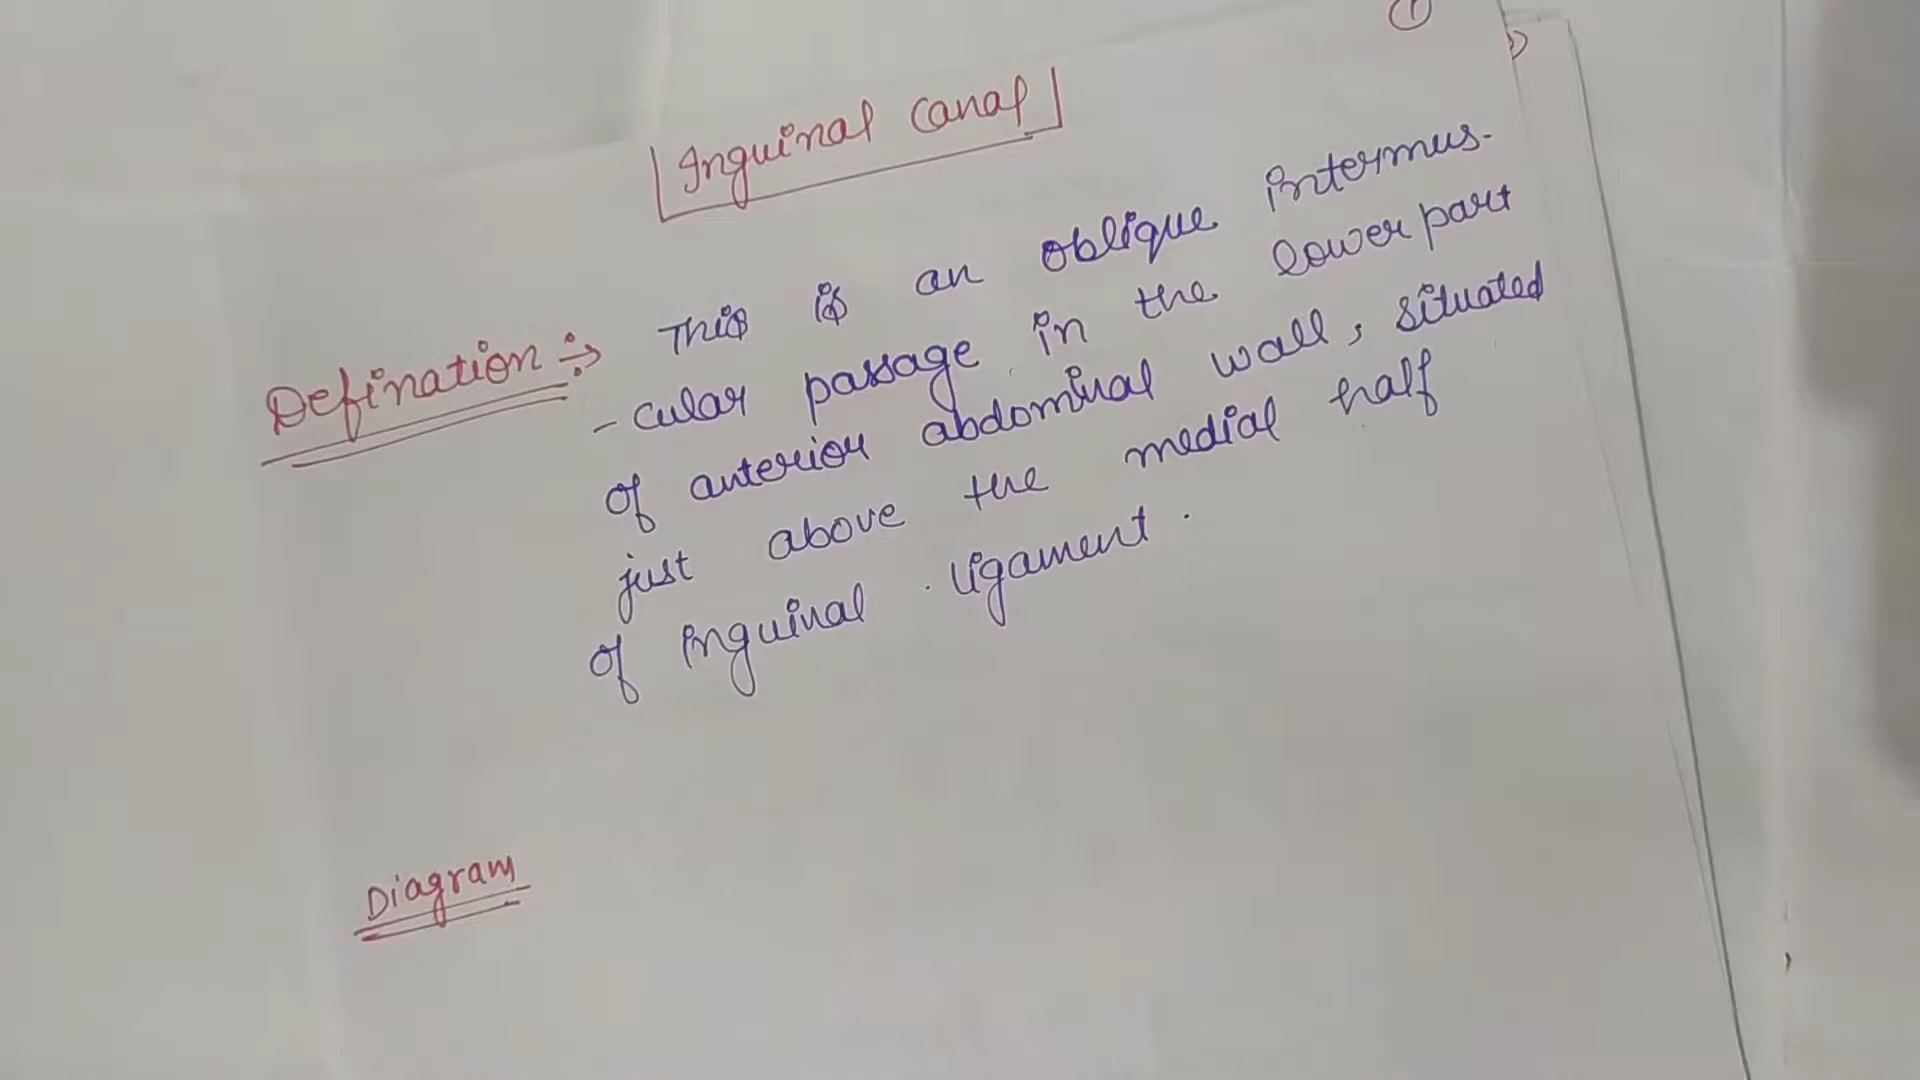 ①
Inguinal Canal
Defination :-> This is an oblique intermus-
-cular passage in the lower part
of anterior abdominal wall, situated
just above the medial half
of inguinal ligament.
Diagram